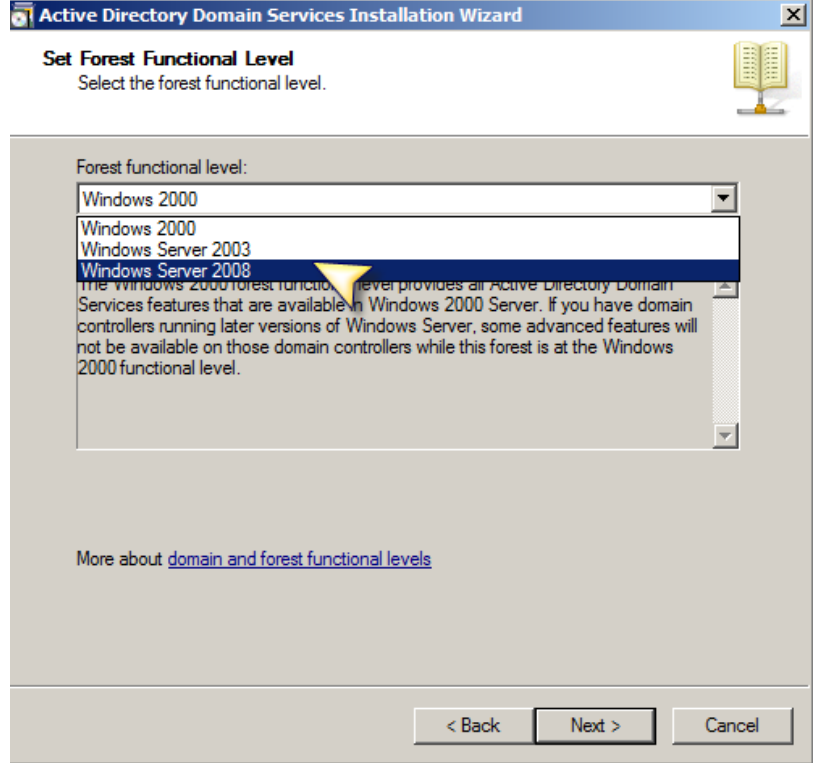 Active Directory Domain Services Installation Wizard
Set Forest Functional Level
Select the forest functional level.
Forest functional level:
Windows 2000
Windows 2000
Windows Server 2003
Windows Server 2008
The Windows 2000 forest functional level provides all Active Directory Domain
Services features that are available in Windows 2000 Server. If you have domain
controllers running later versions of Windows Server, some advanced features will
not be available on those domain controllers while this forest is at the Windows
2000 functional level.
More about domain and forest functional levels
< Back Next > Cancel